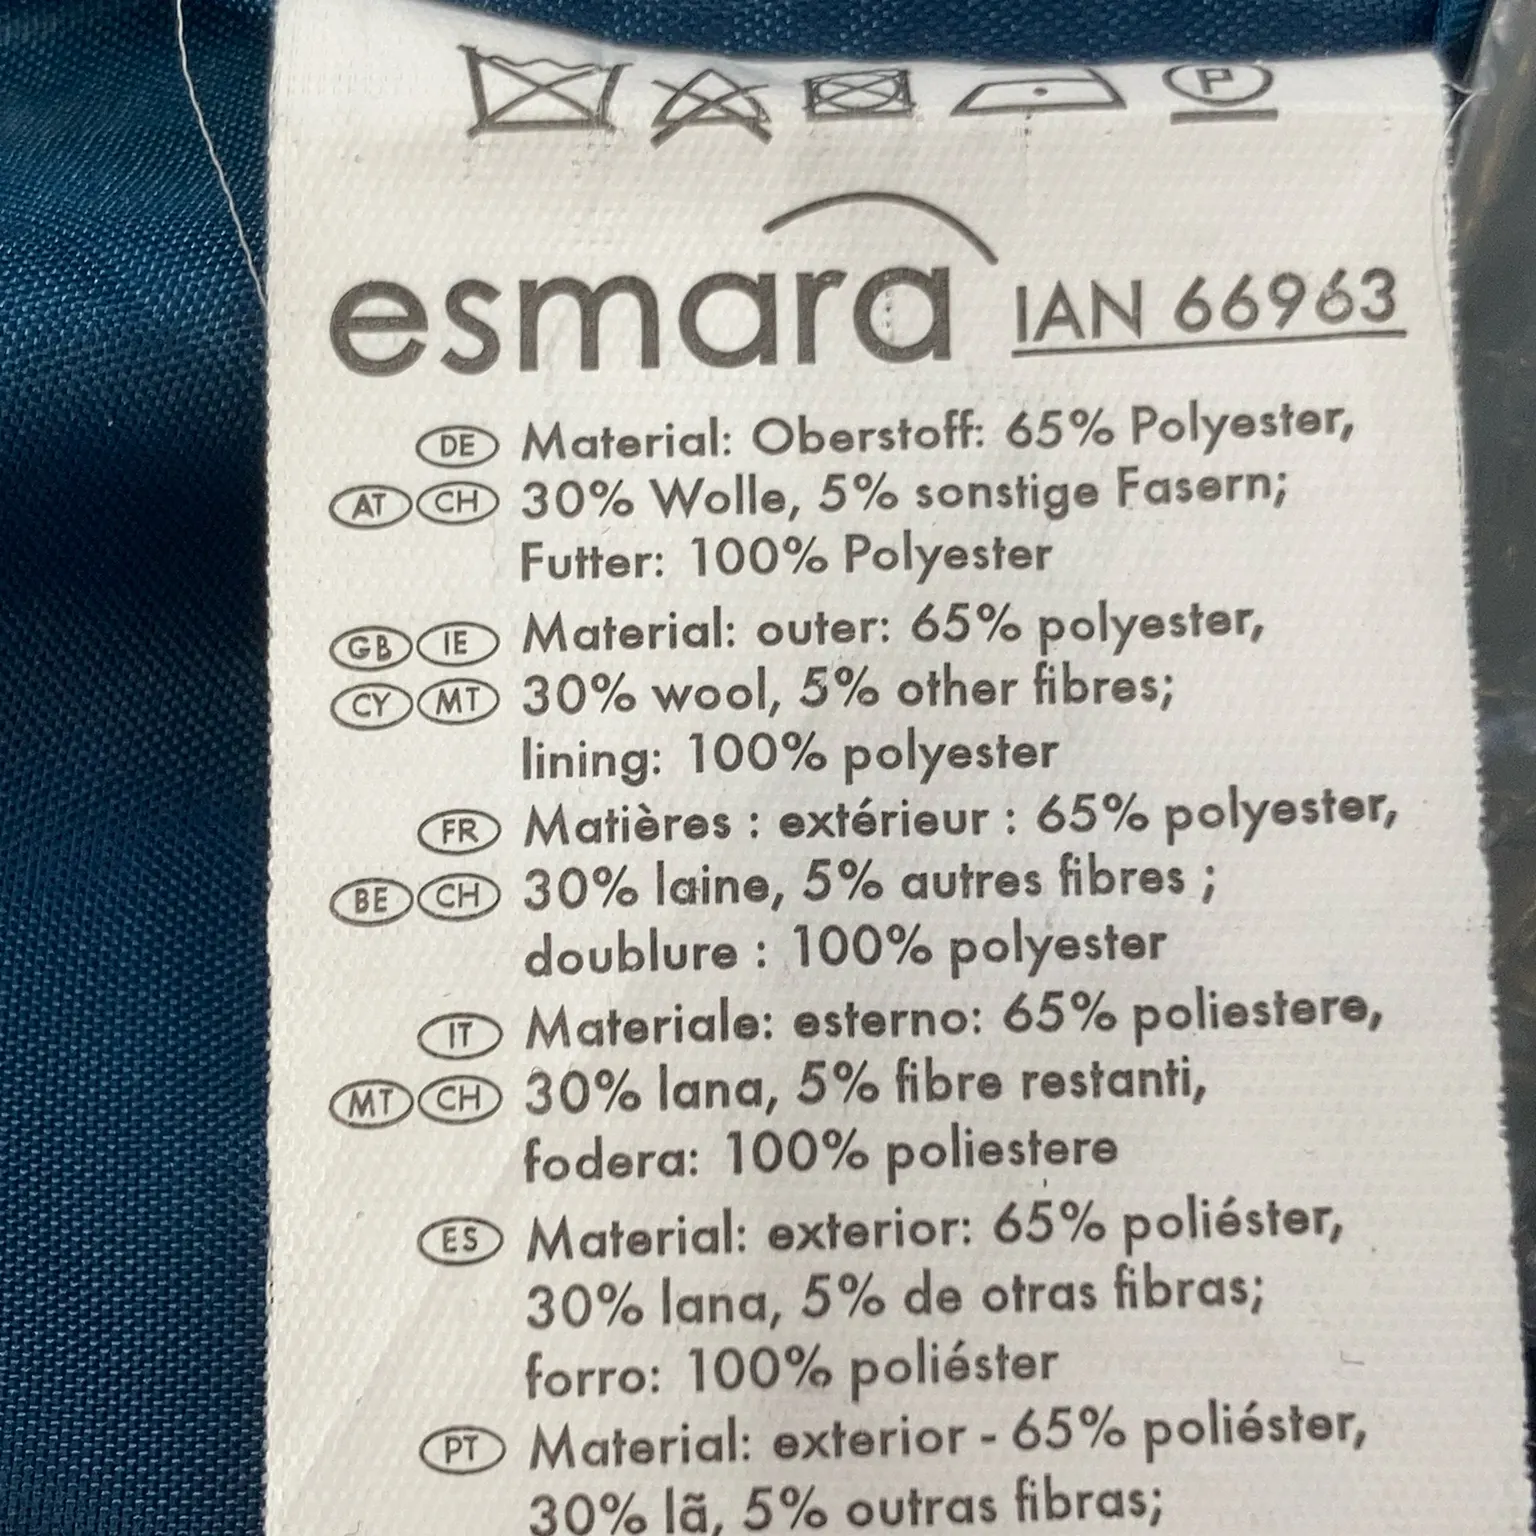 P
esmara IAN 66963
DE Material: Oberstoff: 65% Polyester,
AT CH 30% Wolle, 5% sonstige Fasern;
Futter: 100% Polyester
GB IE Material: outer: 65% polyester,
CY MT 30% wool, 5% other fibres;
lining: 100% polyester
FR Matières : extérieur : 65% polyester,
BE CH 30% laine, 5% autres fibres ;
doublure : 100% polyester
IT Materiale: esterno: 65% poliestere,
MT CH 30% lana, 5% fibre restanti,
fodera: 100% poliestere
ES Material: exterior: 65% poliéster,
30% lana, 5% de otras fibras;
forro: 100% poliéster
PT Material: exterior - 65% poliéster,
30% lã, 5% outras fibras;